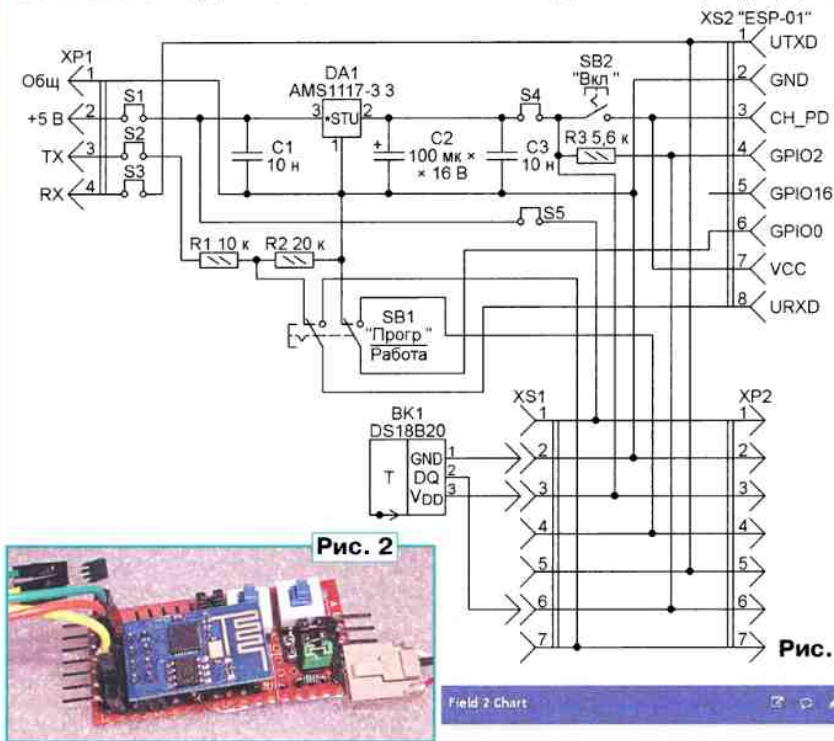 XS2 "ESP-01"
XP1
Общ 1
+5 В 2
TX 3
RX 4
S1
S2
S3
DA1
AMS1117-3 3
3 •STU 2
1
C1
10 н
+ C2
100 мк ×
× 16 В
C3
10 н
S4
SB2
"Вкл "
R3 5,6 к
S5
1 UTXD
2 GND
3 CH_PD
4 GPIO2
5 GPIO16
6 GPIO0
7 VCC
8 URXD
R1 10 к
R2 20 к
SB1
"Прогр "
Работа
BK1
DS18B20
T
GND 1
DQ 2
VDD 3
XS1
1
2
3
4
5
6
7
XP2
1
2
3
4
5
6
7
Рис. 2
Рис.
Field 2 Chart